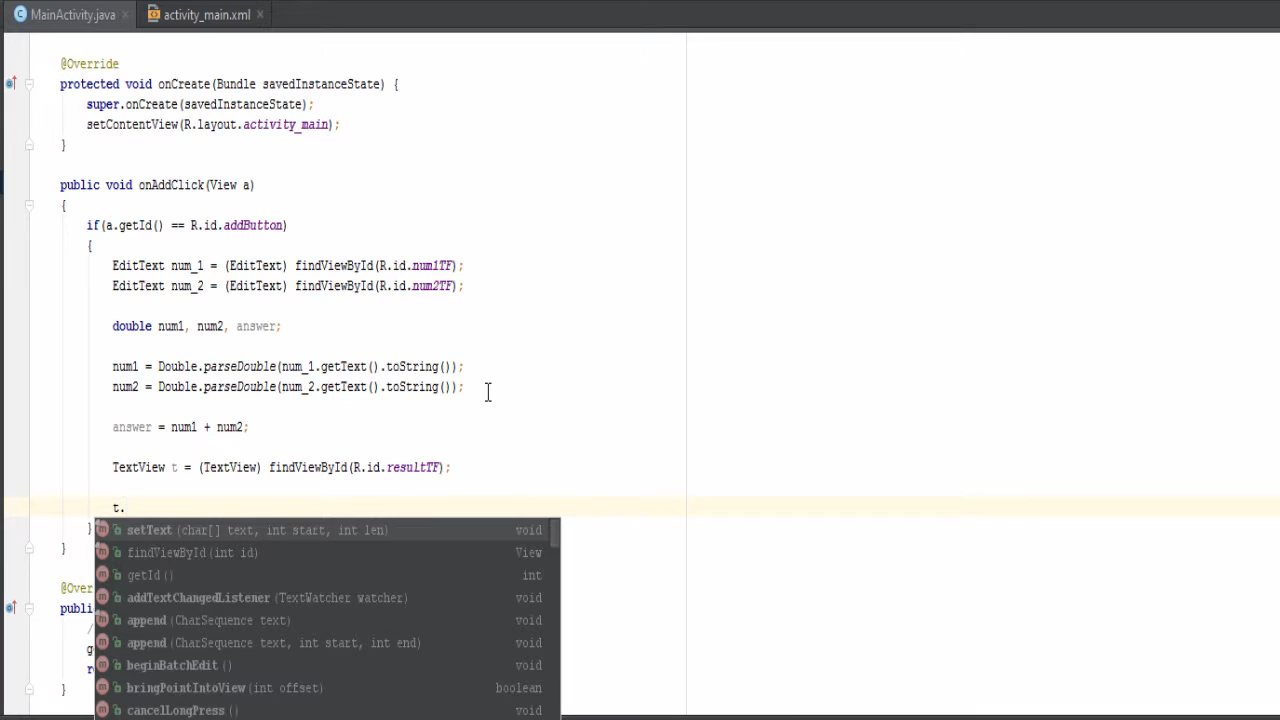 MainActivity.java × activity_main.xml ×
@Override
protected void onCreate(Bundle savedInstanceState) {
super.onCreate(savedInstanceState);
setContentView(R.layout.activity_main);
}
public void onAddClick(View a)
{
if(a.getId() == R.id.addButton)
{
EditText num_1 = (EditText) findViewById(R.id.num1TF);
EditText num_2 = (EditText) findViewById(R.id.num2TF);
double num1, num2, answer;
num1 = Double.parseDouble(num_1.getText().toString());
num2 = Double.parseDouble(num_2.getText().toString());
answer = num1 + num2;
TextView t = (TextView) findViewById(R.id.resultTF);
t.
}
setText(char[] text, int start, int len) void
findViewById(int id) View
}
getId() int
@Ove
addTextChangedListener(TextWatcher watcher) void
publi
append(CharSequence text) void
/
append(CharSequence text, int start, int end) void
g
beginBatchEdit() void
re
bringPointIntoView(int offset) boolean
}
cancelLongPress() void